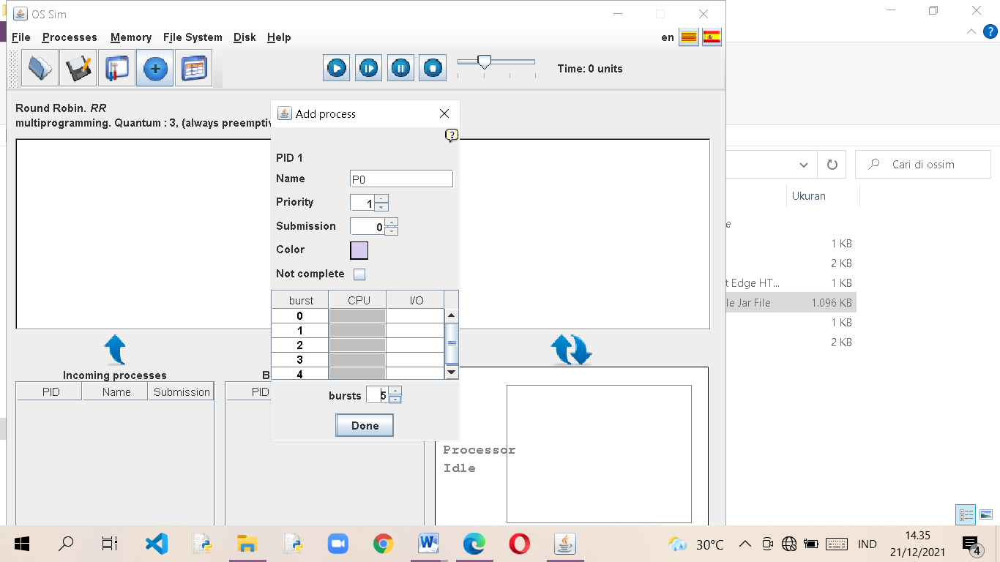 OS Sim
File Processes Memory File System Disk Help
en
Time: 0 units
Round Robin. RR
multiprogramming. Quantum : 3, (always preemptiv
Add process
?
PID 1
Name P0
Priority 1
Submission 0
Color
Not complete
burst CPU I/O
0
1
2
3
4
bursts 5
Done
Incoming processes
PID Name Submission
B
PID
Processor
Idle
?
Cari di ossim
Ukuran
e
1 KB
2 KB
t Edge HT... 1 KB
le Jar File 1.096 KB
1 KB
2 KB
30°C
IND
14.35
21/12/2021
4